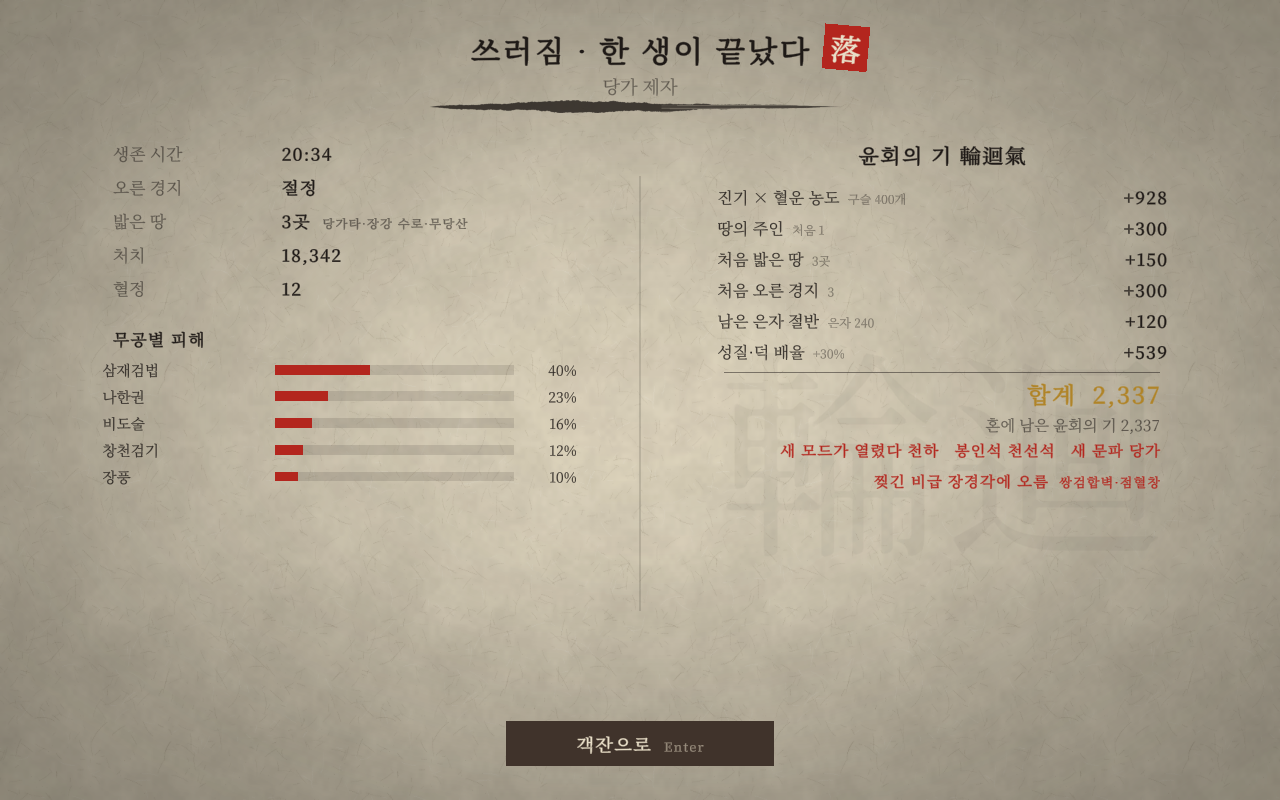 쓰러짐 · 한 생이 끝났다 落
당가 제자
생존 시간 20:34
오른 경지 절정
밟은 땅 3곳 당가타·장강 수로·무당산
처치 18,342
혈정 12
무공별 피해
삼재검법 40%
나한권 23%
비도술 16%
창천검기 12%
장풍 10%
윤회의 기 輪迴氣
진기 × 혈운 농도 구슬 400개 +928
땅의 주인 처음 1 +300
처음 밟은 땅 3곳 +150
처음 오른 경지 3 +300
남은 은자 절반 은자 240 +120
성질·덕 배율 +30% +539
합계 2,337
혼에 남은 윤회의 기 2,337
새 모드가 열렸다 천하 봉인석 천선석 새 문파 당가
찢긴 비급 장경각에 오름 쌍검합벽·점혈창
輪迴
객잔으로 Enter